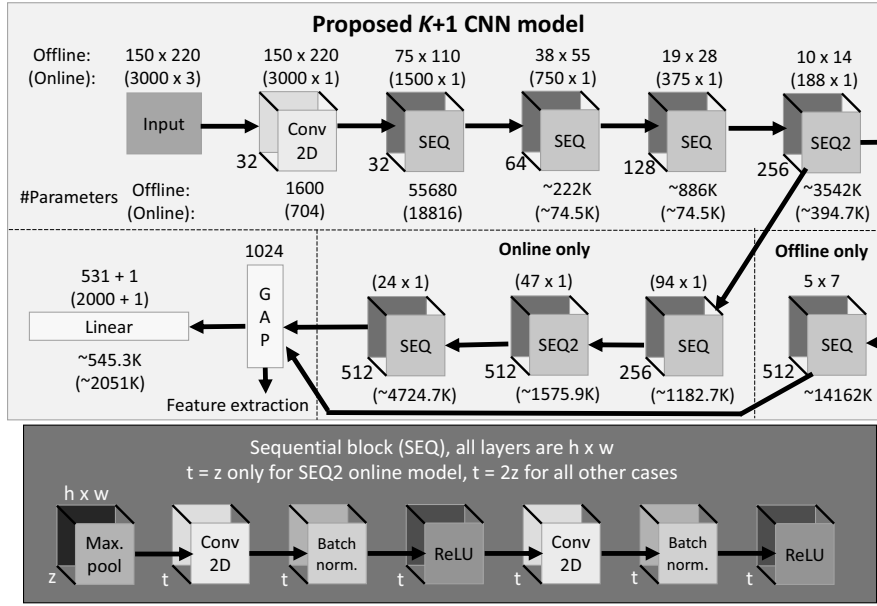 Proposed K+1 CNN model
Offline: 150 x 220 150 x 220 75 x 110 38 x 55 19 x 28 10 x 14
(Online): (3000 x 3) (3000 x 1) (1500 x 1) (750 x 1) (375 x 1) (188 x 1)
Input Conv 2D SEQ SEQ SEQ SEQ2
32 32 64 128 256
#Parameters Offline: 1600 55680 ~222K ~886K ~3542K
(Online): (704) (18816) (~74.5K) (~74.5K) (~394.7K)
Online only Offline only
531 + 1 1024 (24 x 1) (47 x 1) (94 x 1) 5 x 7
(2000 + 1)
Linear GAP SEQ SEQ2 SEQ SEQ
512 512 256 512
~545.3K (~4724.7K) (~1575.9K) (~1182.7K) ~14162K
(~2051K)
Feature extraction
Sequential block (SEQ), all layers are h x w
t = z only for SEQ2 online model, t = 2z for all other cases
h x w
Max. pool Conv 2D Batch norm. ReLU Conv 2D Batch norm. ReLU
z t t t t t t